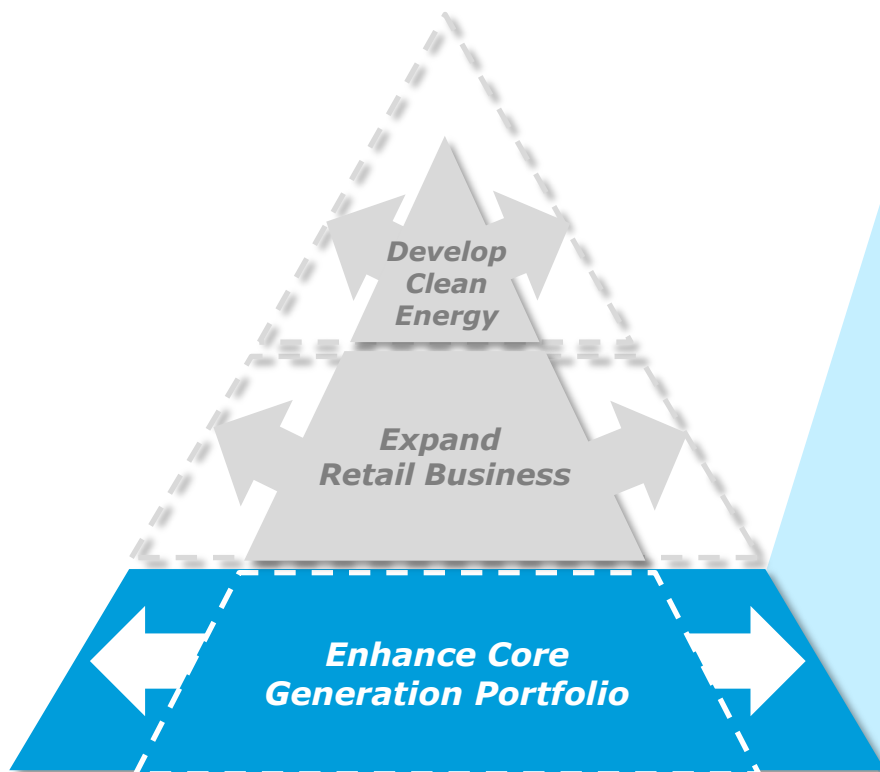 Develop
Clean
Energy
Expand
Retail Business
Enhance Core
Generation Portfolio